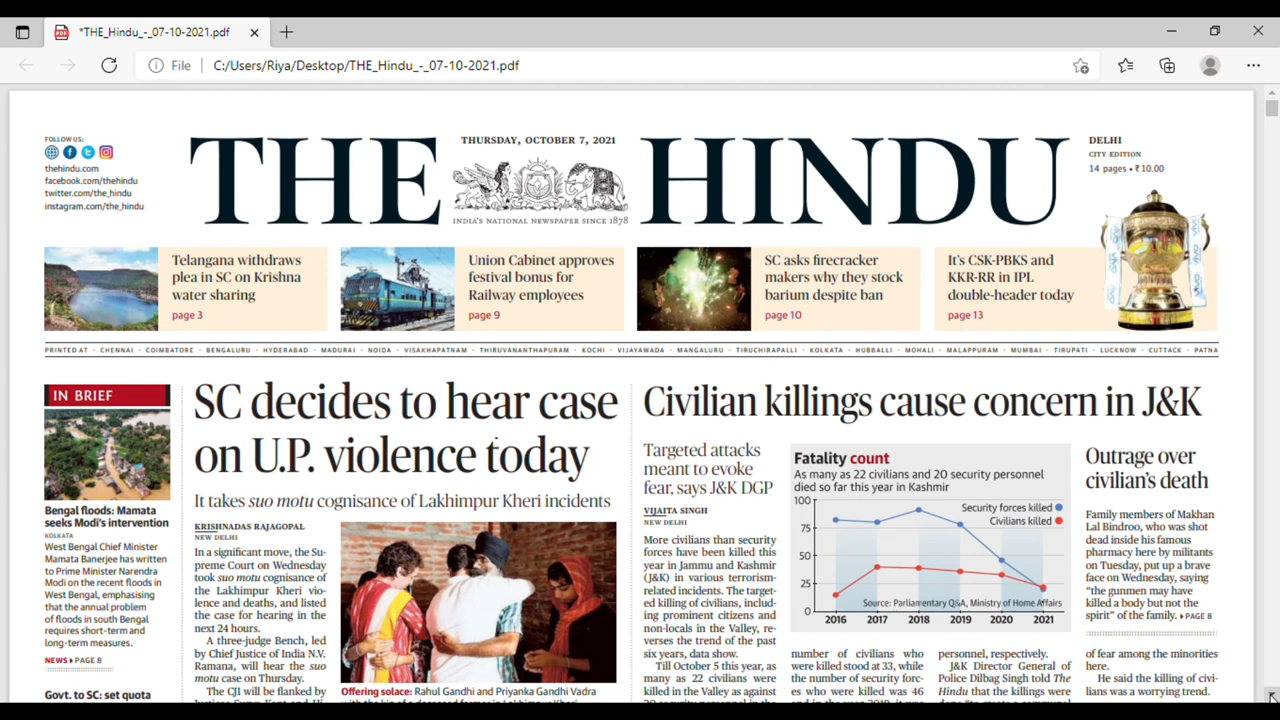 *THE_Hindu_-_07-10-2021.pdf
File
C:/Users/Riya/Desktop/THE_Hindu_-_07-10-2021.pdf
FOLLOW US:
thehindu.com
facebook.com/thehindu
twitter.com/the_hindu
instagram.com/the_hindu
THE HINDU
THURSDAY, OCTOBER 7, 2021
INDIA'S NATIONAL NEWSPAPER SINCE 1878
DELHI
CITY EDITION
14 pages • ₹10.00
Telangana withdraws
plea in SC on Krishna
water sharing
page 3
Union Cabinet approves
festival bonus for
Railway employees
page 9
SC asks firecracker
makers why they stock
barium despite ban
page 10
It's CSK-PBKS and
KKR-RR in IPL
double-header today
page 13
PRINTED AT · CHENNAI · COIMBATORE · BENGALURU · HYDERABAD · MADURAI · NOIDA · VISAKHAPATNAM · THIRUVANANTHAPURAM · KOCHI · VIJAYAWADA · MANGALURU · TIRUCHIRAPALLI · KOLKATA · HUBBALLI · MOHALI · MALAPPURAM · MUMBAI · TIRUPATI · LUCKNOW · CUTTACK · PATNA
IN BRIEF
Bengal floods: Mamata
seeks Modi's intervention
KOLKATA
West Bengal Chief Minister
Mamata Banerjee has written
to Prime Minister Narendra
Modi on the recent floods in
West Bengal, emphasising
that the annual problem
of floods in south Bengal
requires short-term and
long-term measures.
NEWS ▸ PAGE 8
Govt. to SC: set quota
SC decides to hear case
on U.P. violence today
It takes suo motu cognisance of Lakhimpur Kheri incidents
KRISHNADAS RAJAGOPAL
NEW DELHI
In a significant move, the Su-
preme Court on Wednesday
took suo motu cognisance of
the Lakhimpur Kheri vio-
lence and deaths, and listed
the case for hearing in the
next 24 hours.
A three-judge Bench, led
by Chief Justice of India N.V.
Ramana, will hear the suo
motu case on Thursday.
The CJI will be flanked by
Offering solace: Rahul Gandhi and Priyanka Gandhi Vadra
Civilian killings cause concern in J&K
Targeted attacks
meant to evoke
fear, says J&K DGP
VIJAITA SINGH
NEW DELHI
More civilians than security
forces have been killed this
year in Jammu and Kashmir
(J&K) in various terrorism-
related incidents. The target-
ed killing of civilians, includ-
ing prominent citizens and
non-locals in the Valley, re-
verses the trend of the past
six years, data show.
Till October 5 this year, as
many as 22 civilians were
killed in the Valley as against
Fatality count
As many as 22 civilians and 20 security personnel
died so far this year in Kashmir
100
75
50
25
0
Security forces killed
Civilians killed
Source: Parliamentary Q&A, Ministry of Home Affairs
2016 2017 2018 2019 2020 2021
number of civilians who
were killed stood at 33, while
the number of security forc-
es who were killed was 46
personnel, respectively.
J&K Director General of
Police Dilbag Singh told The
Hindu that the killings were
Outrage over
civilian's death
Family members of Makhan
Lal Bindroo, who was shot
dead inside his famous
pharmacy here by militants
on Tuesday, put up a brave
face on Wednesday, saying
"the gunmen may have
killed a body but not the
spirit" of the family. ▸ PAGE 8
of fear among the minorities
here.
He said the killing of civi-
lians was a worrying trend.